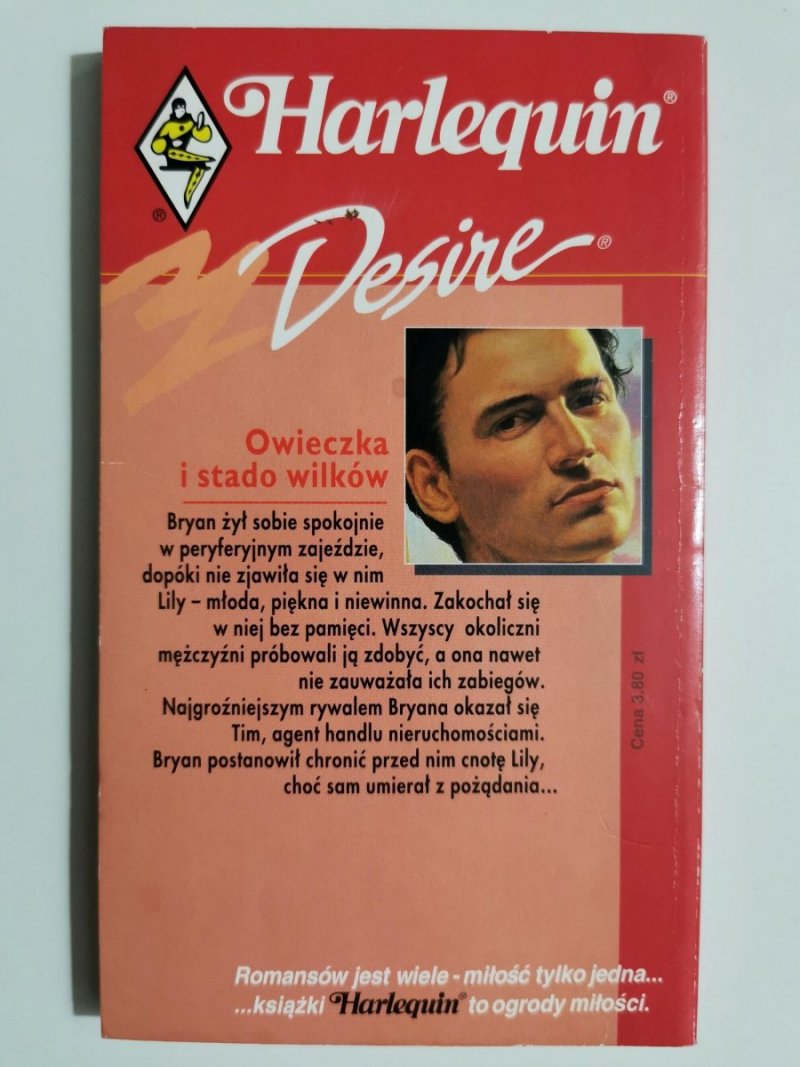 Harlequin®
®
Desire®
Owieczka
i stado wilków
Bryan żył sobie spokojnie
w peryferyjnym zajeździe,
dopóki nie zjawiła się w nim
Lily – młoda, piękna i niewinna. Zakochał się
w niej bez pamięci. Wszyscy okoliczni
mężczyźni próbowali ją zdobyć, a ona nawet
nie zauważała ich zabiegów.
Najgroźniejszym rywalem Bryana okazał się
Tim, agent handlu nieruchomościami.
Bryan postanowił chronić przed nim cnotę Lily,
choć sam umierał z pożądania...
Cena 3.80 zł
Romansów jest wiele - miłość tylko jedna...
...książki Harlequin® to ogrody miłości.